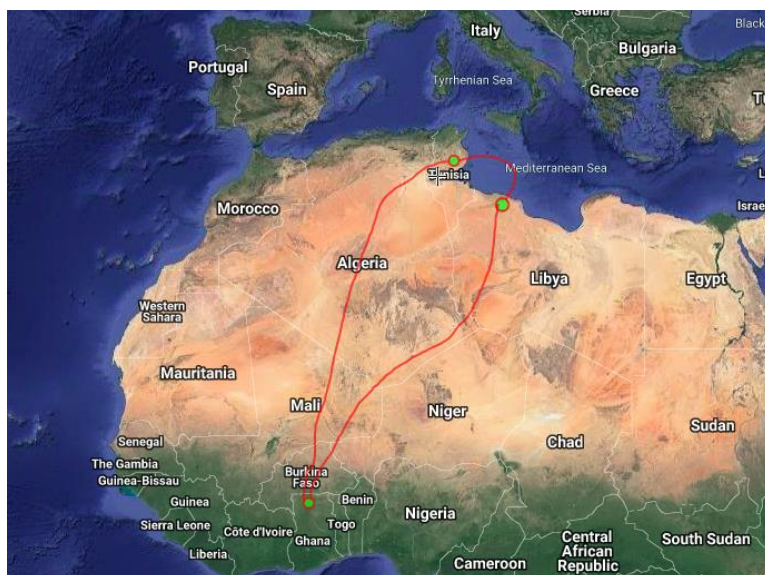 Serbia
Italy
Black
Bulgaria
Portugal
Spain
Tyrrhenian Sea
Greece
Mediterranean Sea
Morocco
Israe
Algeria
Libya
Egypt
Western
Sahara
Mauritania
Mali
Niger
Sudan
Chad
Senegal
The Gambia
Guinea-Bissau
Burkina
Faso
Guinea
Benin
Nigeria
Sierra Leone
Côte d'Ivoire
Togo
Ghana
Liberia
Central
African
Republic
South Sudan
Cameroon